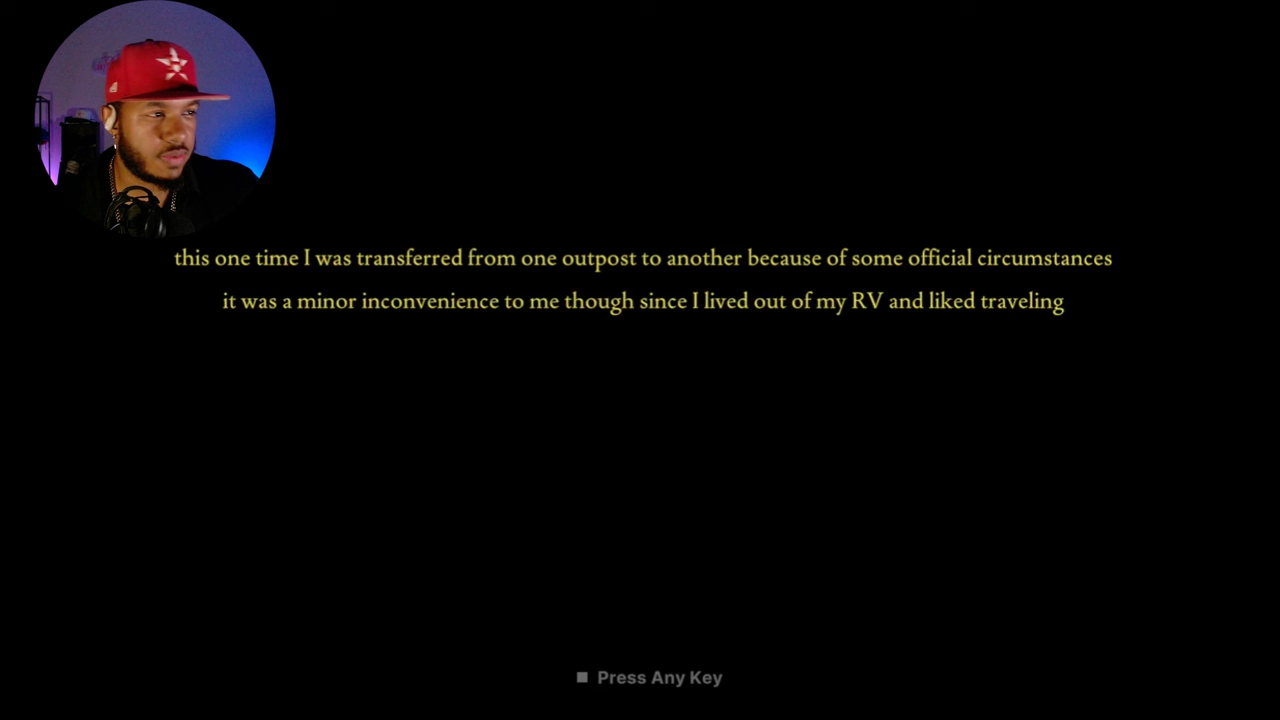 this one time I was transferred from one outpost to another because of some official circumstances
it was a minor inconvenience to me though since I lived out of my RV and liked traveling
Press Any Key